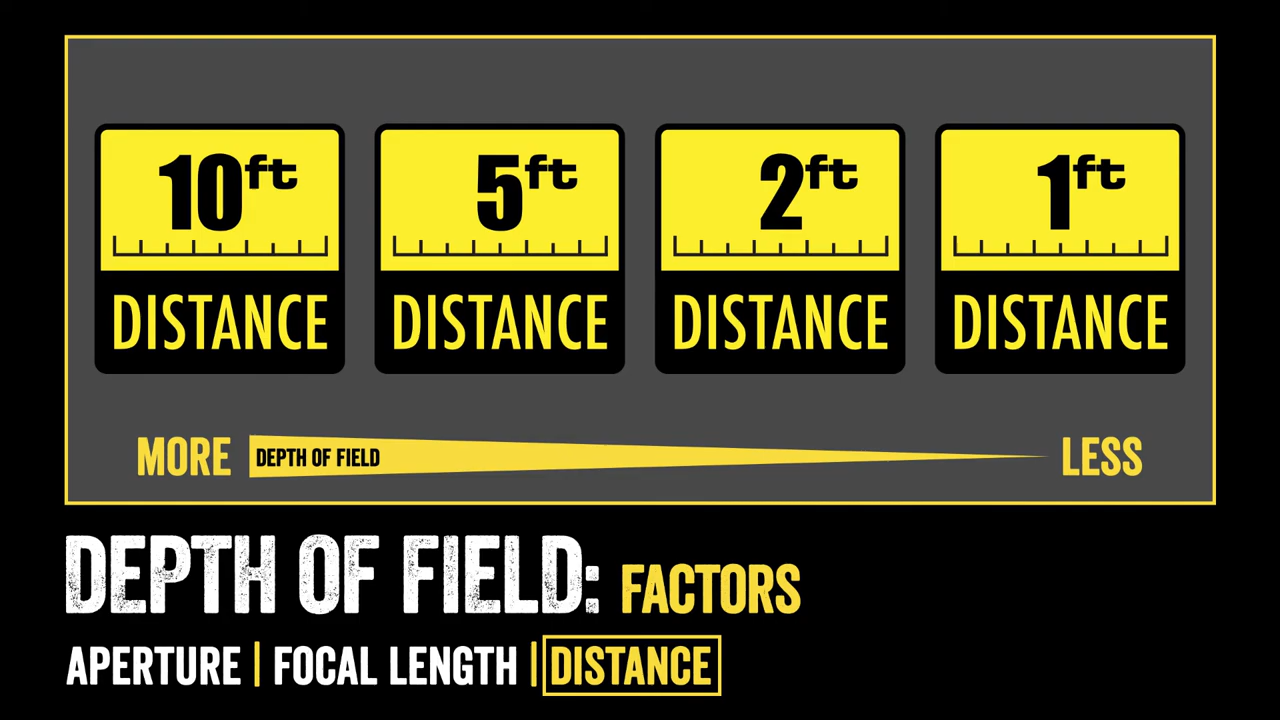 10ft 5ft 2ft 1ft
DISTANCE DISTANCE DISTANCE DISTANCE
MORE DEPTH OF FIELD LESS
DEPTH OF FIELD: FACTORS
APERTURE | FOCAL LENGTH | DISTANCE